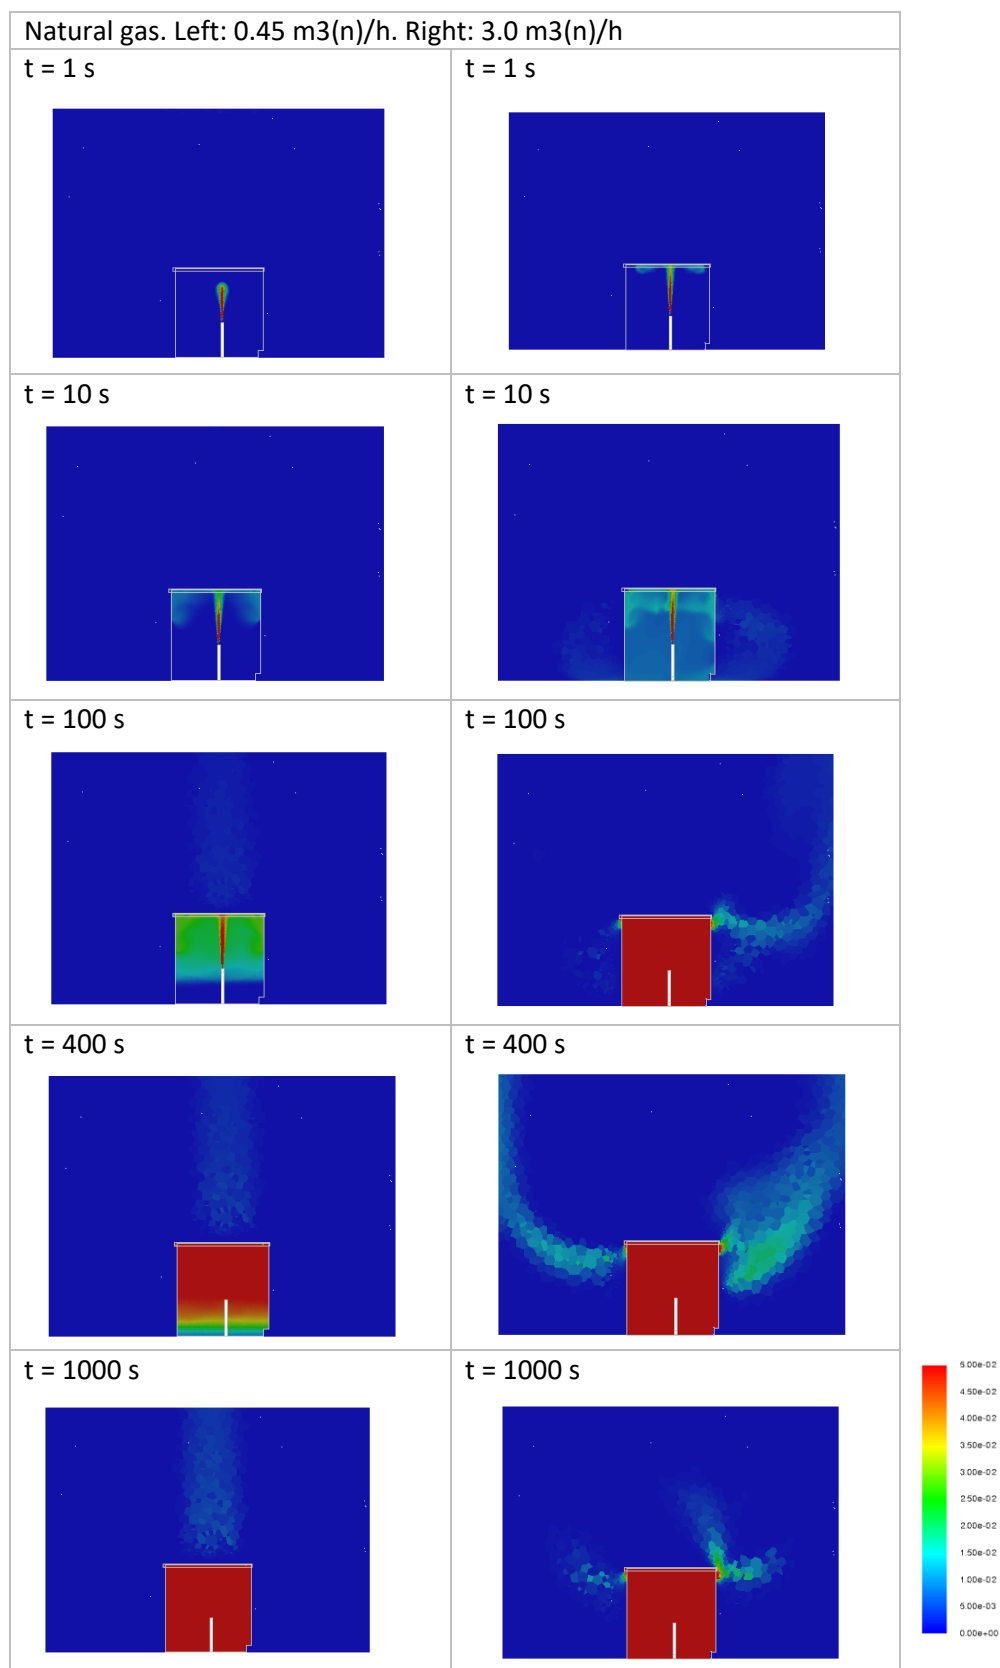 Natural gas. Left: 0.45 m3(n)/h. Right: 3.0 m3(n)/h
t = 1 s
t = 1 s
t = 10 s
t = 10 s
t = 100 s
t = 100 s
t = 400 s
t = 400 s
t = 1000 s
t = 1000 s
5.00e-02
4.50e-02
4.00e-02
3.50e-02
3.00e-02
2.50e-02
2.00e-02
1.50e-02
1.00e-02
5.00e-03
0.00e+00